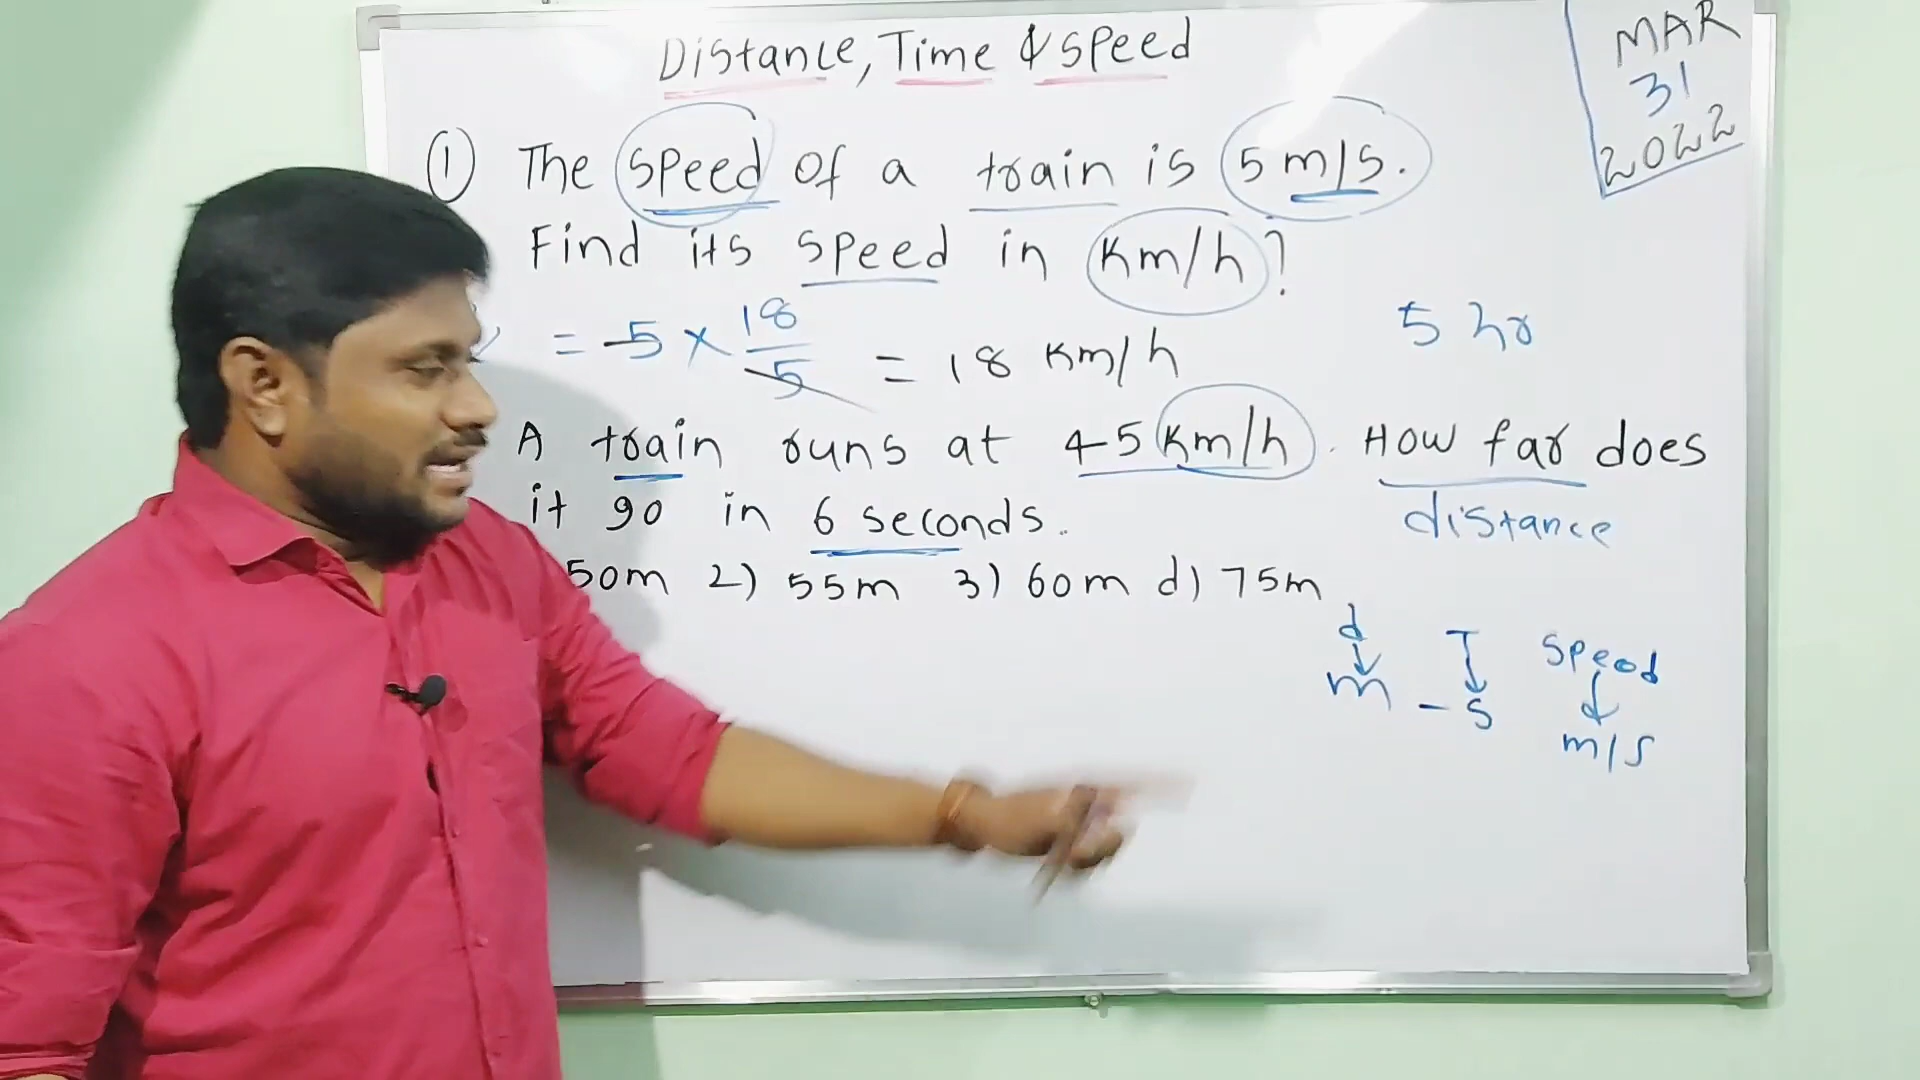 Distance, Time & Speed
MAR
31
2022
① The speed of a train is 5 m/s.
Find its speed in Km/h?
= 5 × 18/5 = 18 Km/h
5 hr
A train runs at 45 Km/h. How far does
it go in 6 seconds.
distance
50m 2) 55m 3) 60m d) 75m
d T Speed
m - s
m/s